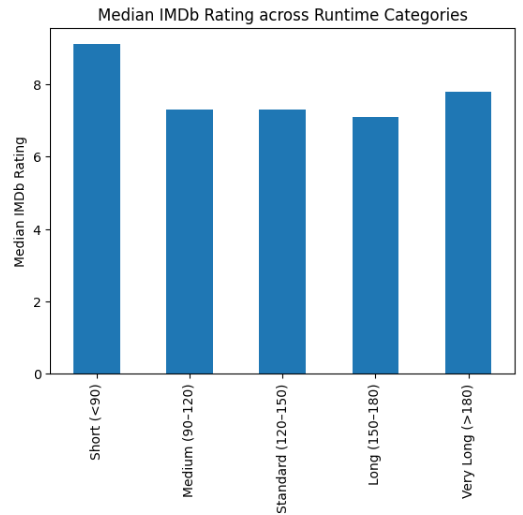 Median IMDb Rating across Runtime Categories
Median IMDb Rating
8
6
4
2
0
Short (<90)
Medium (90–120)
Standard (120–150)
Long (150–180)
Very Long (>180)